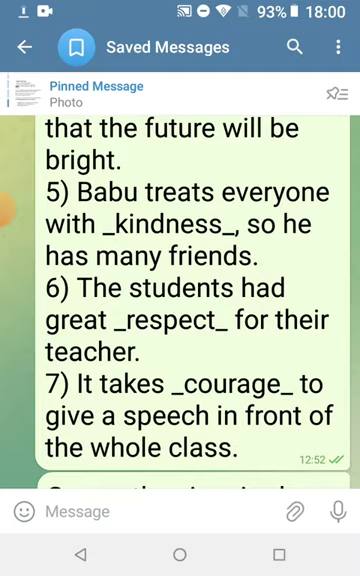 93% 18:00
Saved Messages
Pinned Message
Photo
that the future will be
bright.
5) Babu treats everyone
with _kindness_, so he
has many friends.
6) The students had
great _respect_ for their
teacher.
7) It takes _courage_ to
give a speech in front of
the whole class.
12:52
Message